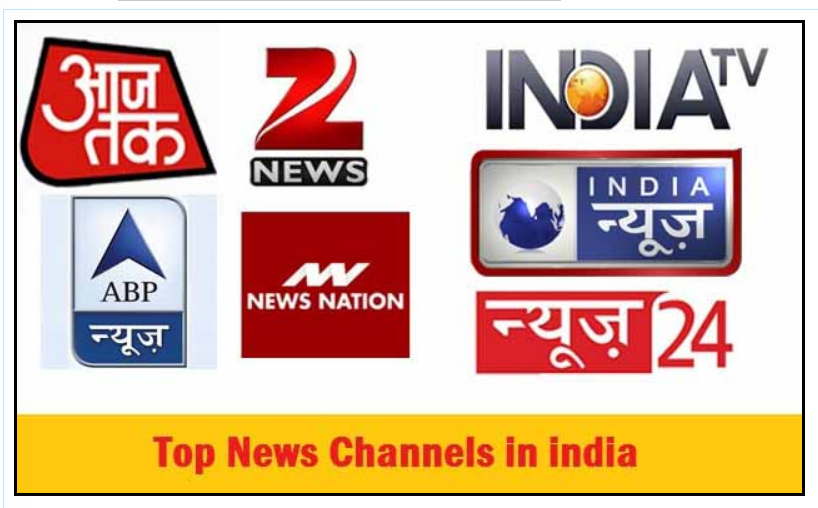 आज
तक
NEWS
INDIA TV
ABP
न्यूज़
NEWS NATION
INDIA
न्यूज़
न्यूज़ 24
Top News Channels in india